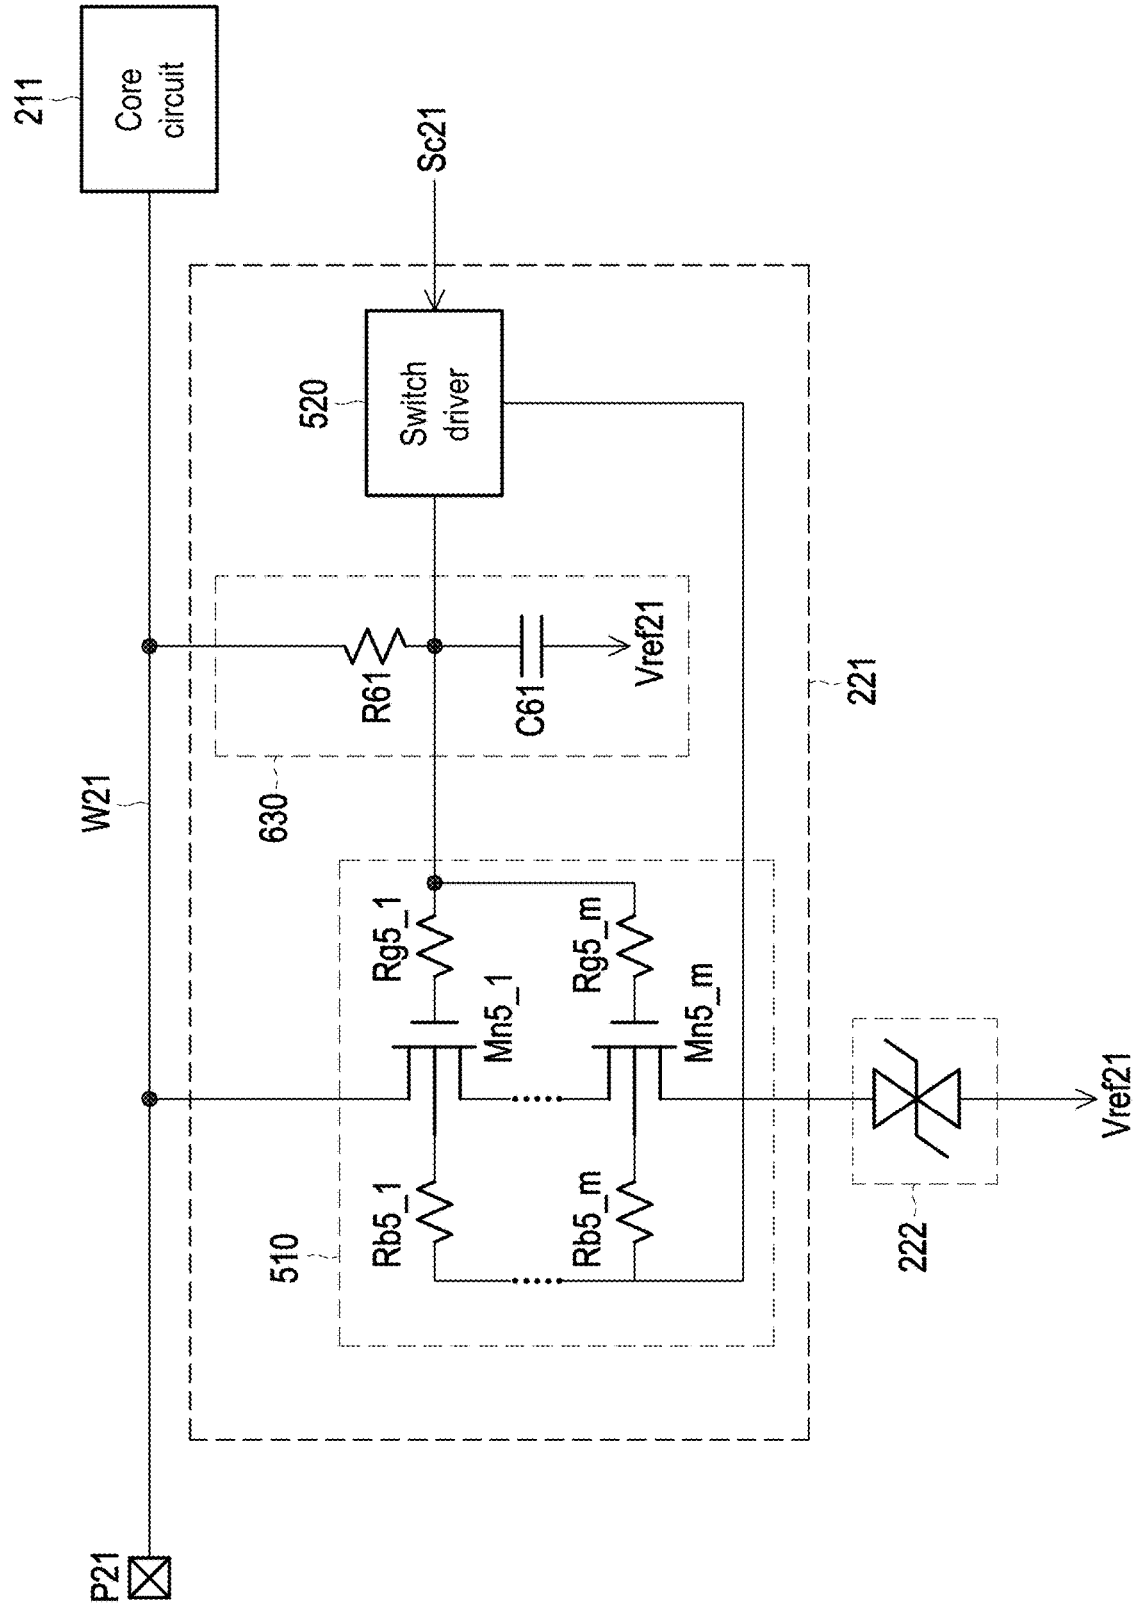 P21
W21
211
Core
circuit
510
630
520
Switch
driver
Sc21
R61
C61
Vref21
Rb5_1
Rg5_1
Mn5_1
Rb5_m
Rg5_m
Mn5_m
221
222
Vref21